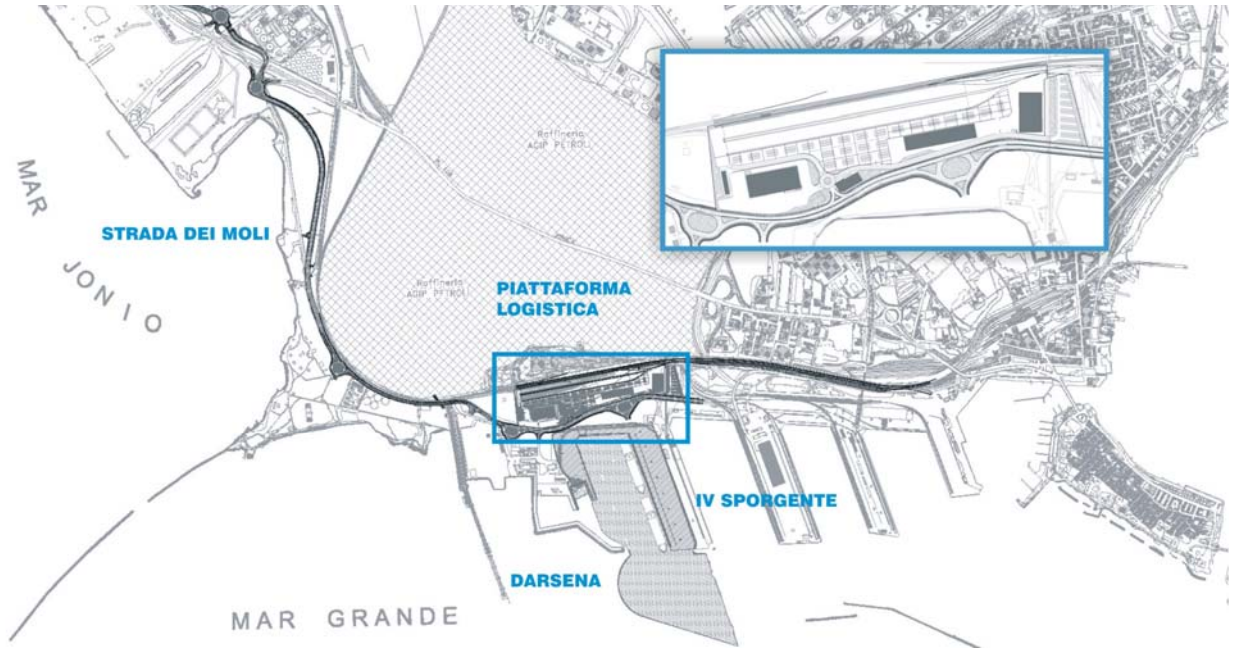 Raffineria
AGIP PETROLI
MAR
JONIO
STRADA DEI MOLI
Raffineria
AGIP PETROLI
PIATTAFORMA
LOGISTICA
IV SPORGENTE
DARSENA
MAR GRANDE